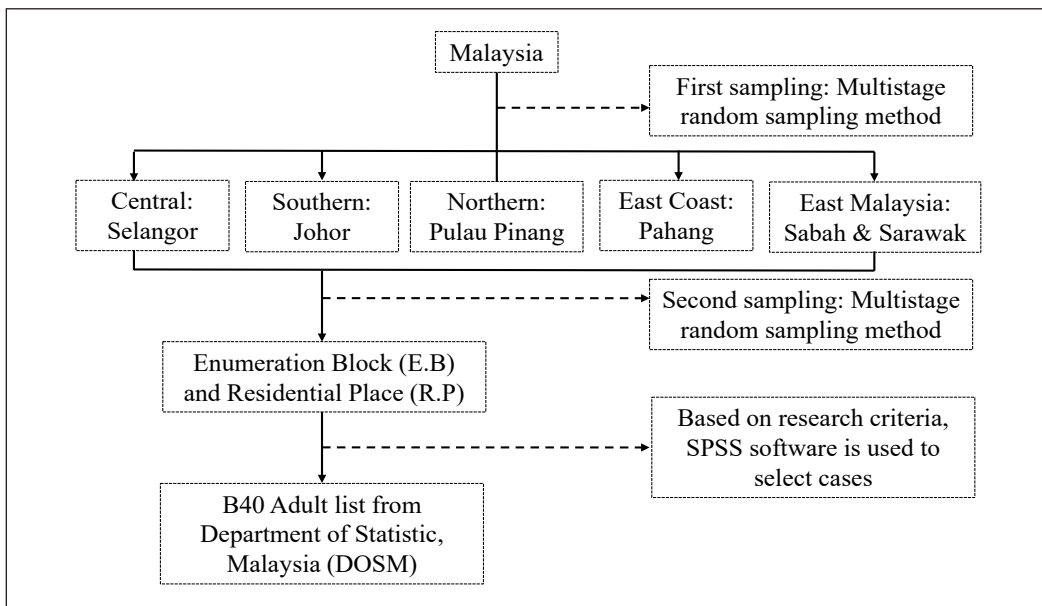 Malaysia
First sampling: Multistage
random sampling method
Central:
Selangor
Southern:
Johor
Northern:
Pulau Pinang
East Coast:
Pahang
East Malaysia:
Sabah & Sarawak
Second sampling: Multistage
random sampling method
Enumeration Block (E.B)
and Residential Place (R.P)
Based on research criteria,
SPSS software is used to
select cases
B40 Adult list from
Department of Statistic,
Malaysia (DOSM)